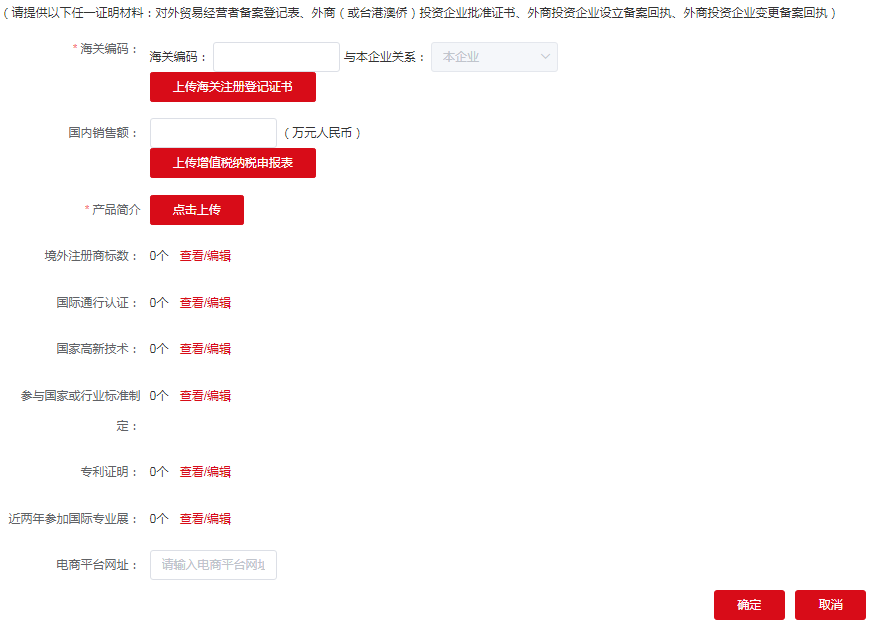 (请提供以下任一证明材料：对外贸易经营者备案登记表、外商（或台港澳侨）投资企业批准证书、外商投资企业设立备案回执、外商投资企业变更备案回执）
*海关编码： 海关编码： 与本企业关系： 本企业
上传海关注册登记证书
国内销售额： （万元人民币）
上传增值税纳税申报表
*产品简介 点击上传
境外注册商标数： 0个 查看/编辑
国际通行认证： 0个 查看/编辑
国家高新技术： 0个 查看/编辑
参与国家或行业标准制 0个 查看/编辑
定：
专利证明： 0个 查看/编辑
近两年参加国际专业展： 0个 查看/编辑
电商平台网址： 请输入电商平台网址
确定 取消